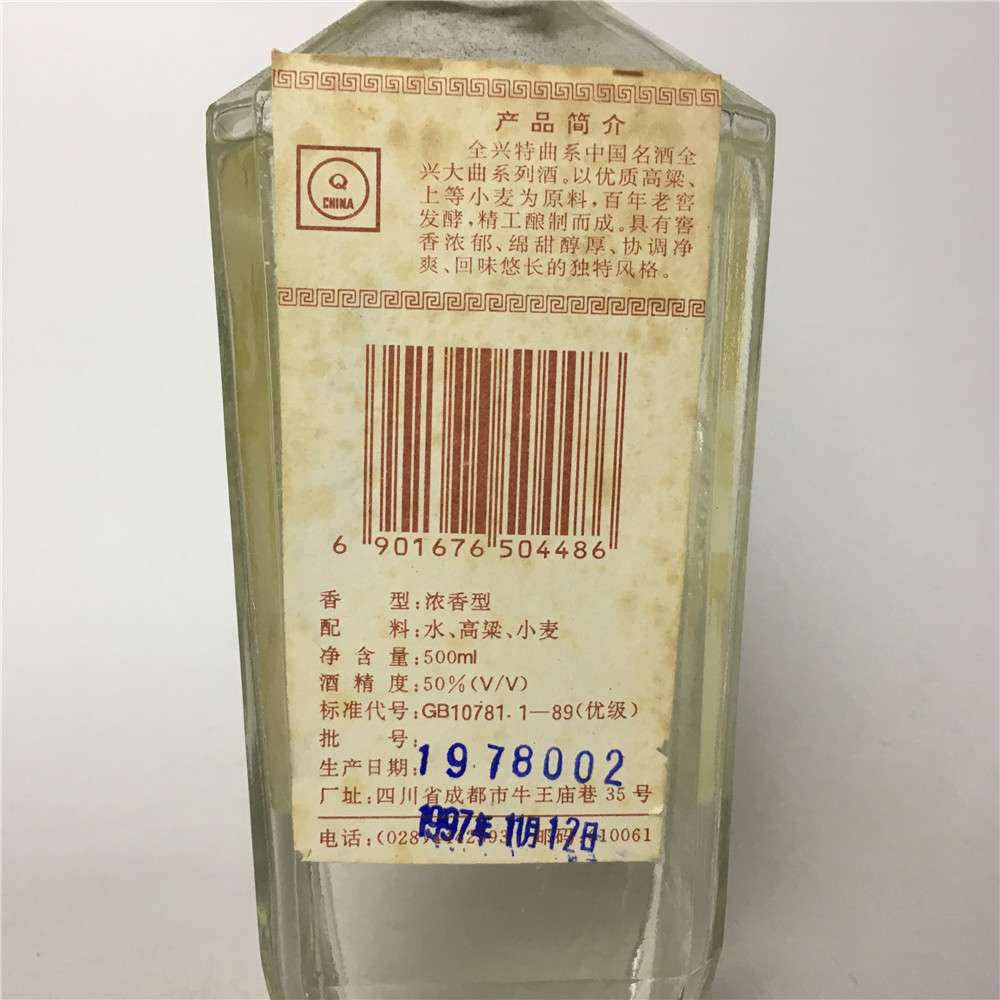 产品简介
全兴特曲系中国名酒全
兴大曲系列酒。以优质高粱、
上等小麦为原料,百年老窖
发酵,精工酿制而成。具有窖
香浓郁、绵甜醇厚、协调净
爽、回味悠长的独特风格。
Q
CHINA
6 901676 504486
香型:浓香型
配料:水、高粱、小麦
净含量:500ml
酒精度:50%(V/V)
标准代号:GB10781.1—89(优级)
批号:
1978002
生产日期:
厂址:四川省成都市牛王庙巷35号
1997年11月12日
电话:(028) 邮码:610061